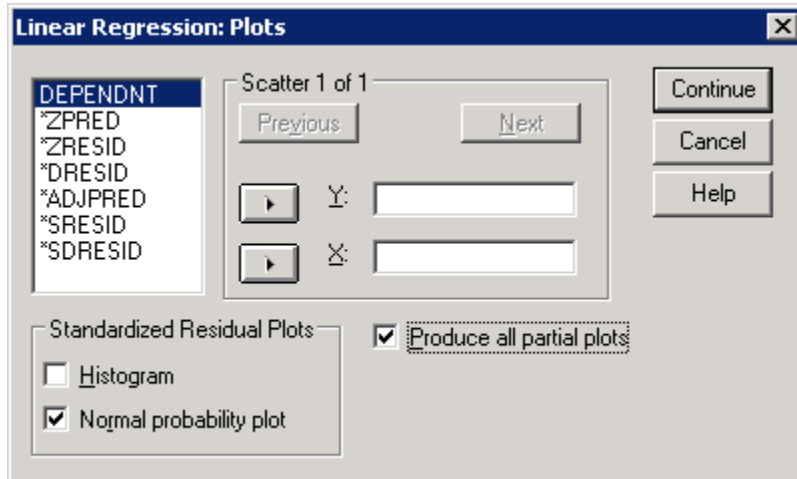 Linear Regression: Plots
DEPENDNT
*ZPRED
*ZRESID
*DRESID
*ADJPRED
*SRESID
*SDRESID
Scatter 1 of 1
Previous
Next
Y:
X:
Continue
Cancel
Help
Standardized Residual Plots
Histogram
Normal probability plot
Produce all partial plots